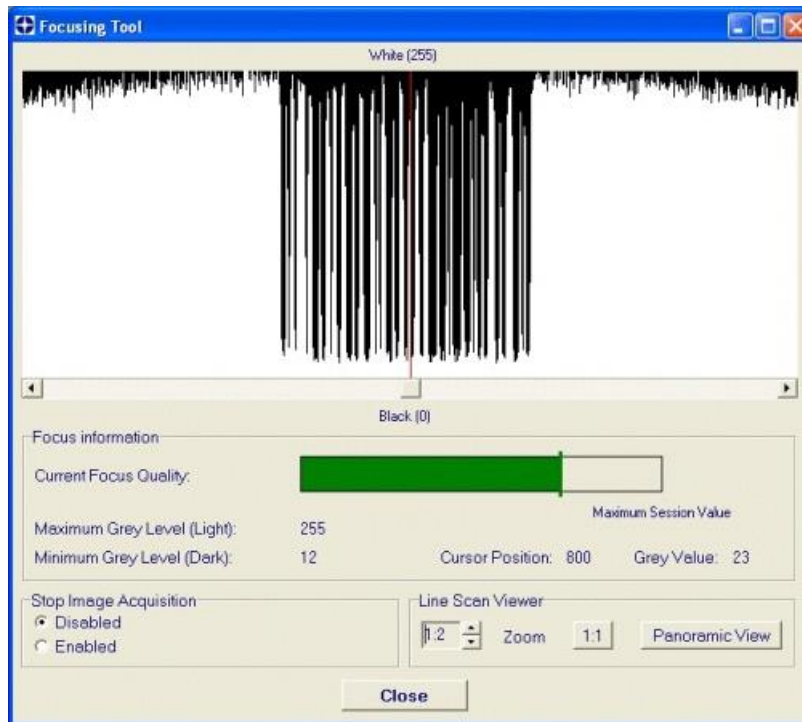 Focusing Tool
White (255)
Black (0)
Focus information
Current Focus Quality:
Maximum Session Value
Maximum Grey Level (Light): 255
Minimum Grey Level (Dark): 12 Cursor Position: 800 Grey Value: 23
Stop Image Acquisition Line Scan Viewer
Disabled
Enabled
1:2 Zoom 1:1 Panoramic View
Close